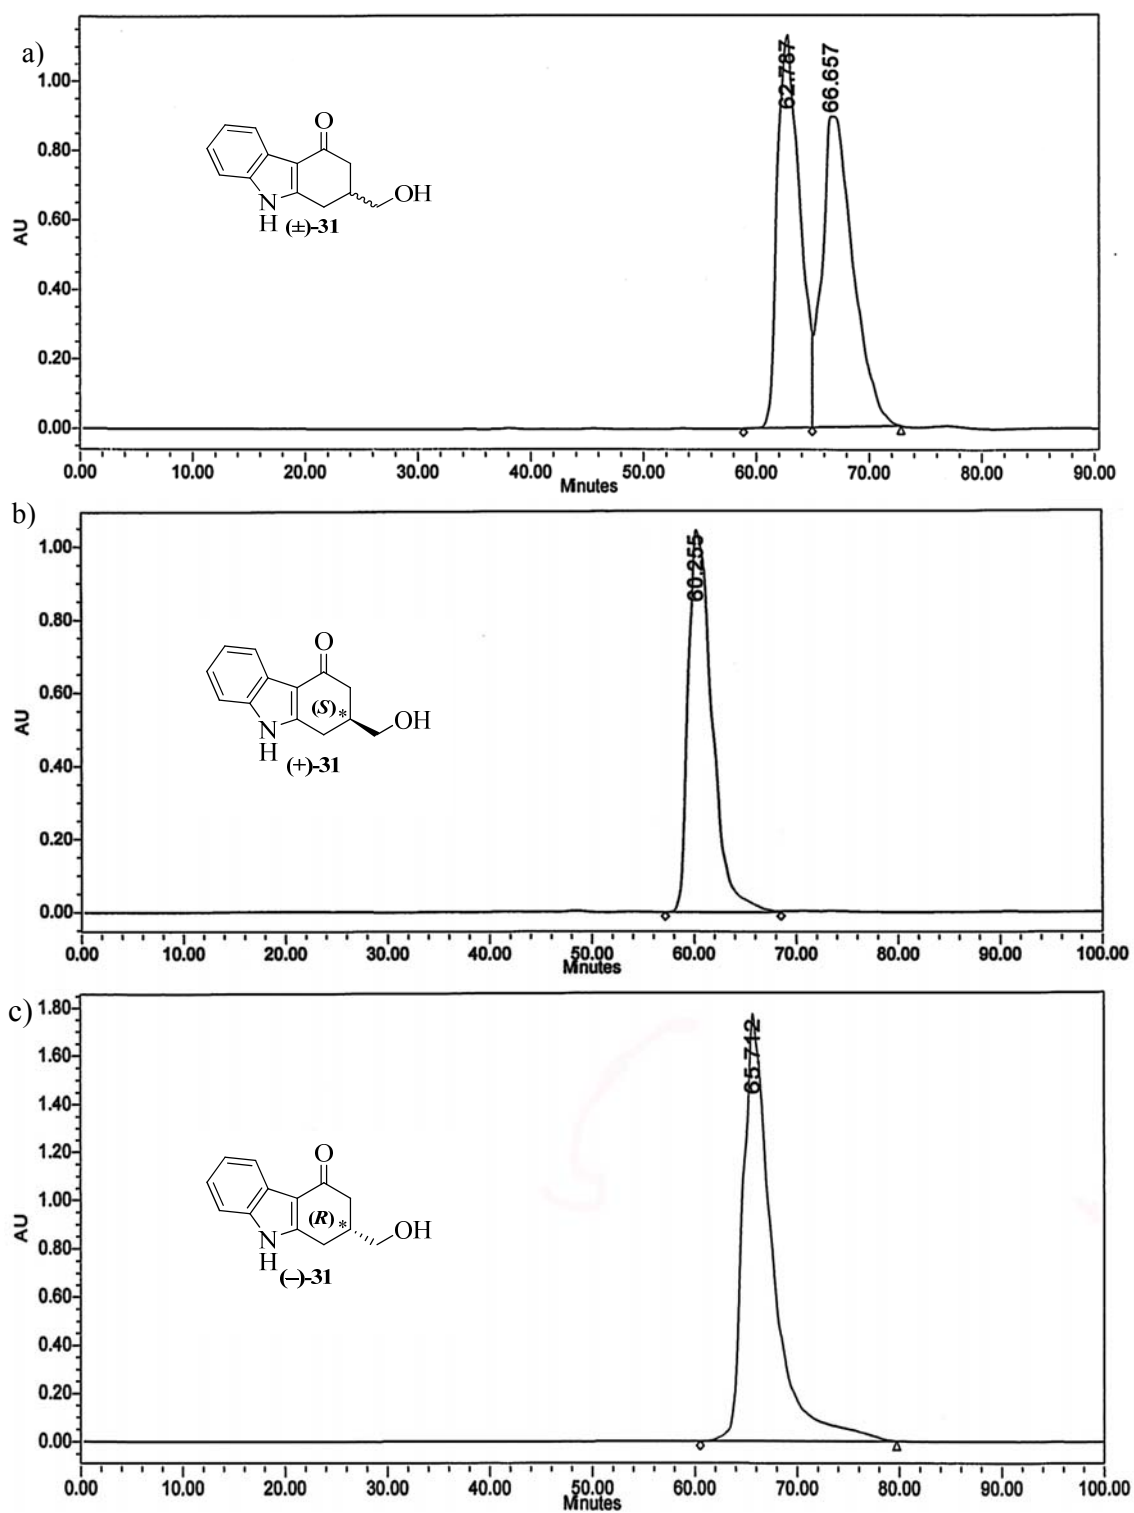 a)
1.00
0.80
0.60
0.40
0.20
0.00
AU
62.787
66.657
O
OH
N
H
(±)-31
0.00 10.00 20.00 30.00 40.00 50.00 60.00 70.00 80.00 90.00
Minutes
b)
1.00
0.80
0.60
0.40
0.20
0.00
AU
60.255
O
(S)*
OH
N
H
(+)-31
0.00 10.00 20.00 30.00 40.00 50.00 60.00 70.00 80.00 90.00 100.00
Minutes
c)
1.80
1.60
1.40
1.20
1.00
0.80
0.60
0.40
0.20
0.00
AU
65.712
O
(R)*
OH
N
H
(–)-31
0.00 10.00 20.00 30.00 40.00 50.00 60.00 70.00 80.00 90.00 100.00
Minutes